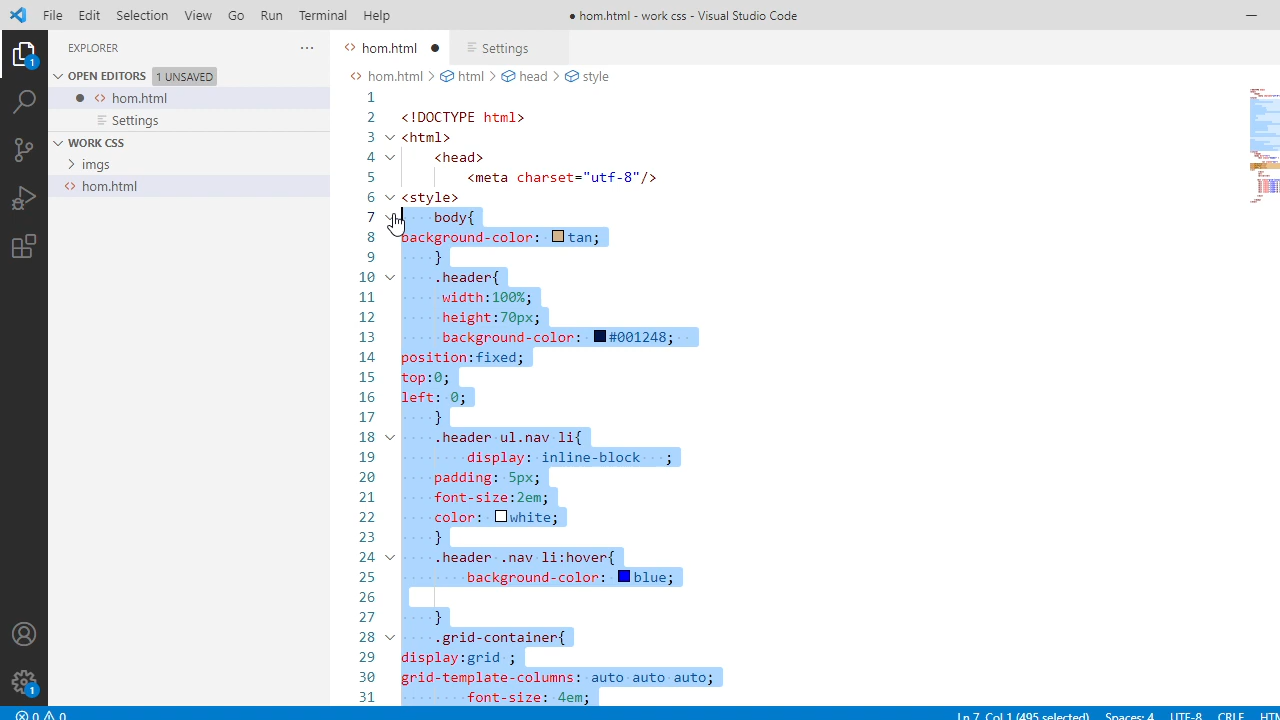 File Edit Selection View Go Run Terminal Help
● hom.html - work css - Visual Studio Code
EXPLORER
hom.html
Settings
OPEN EDITORS 1 UNSAVED
hom.html
Settings
WORK CSS
imgs
hom.html
1
1
hom.html > html > head > style
1
2 <!DOCTYPE html>
3 <html>
4 <head>
5 <meta charset="utf-8"/>
6 <style>
7 body{
8 background-color: tan;
9 }
10 .header{
11 width:100%;
12 height:70px;
13 background-color: #001248;
14 position:fixed;
15 top:0;
16 left: 0;
17 }
18 .header ul.nav li{
19 display: inline-block ;
20 padding: 5px;
21 font-size:2em;
22 color: white;
23 }
24 .header .nav li:hover{
25 background-color: blue;
26
27 }
28 .grid-container{
29 display:grid ;
30 grid-template-columns: auto auto auto;
31 font-size: 4em;
0 0 Ln 7, Col 1 (495 selected) Spaces: 4 UTF-8 CRLF